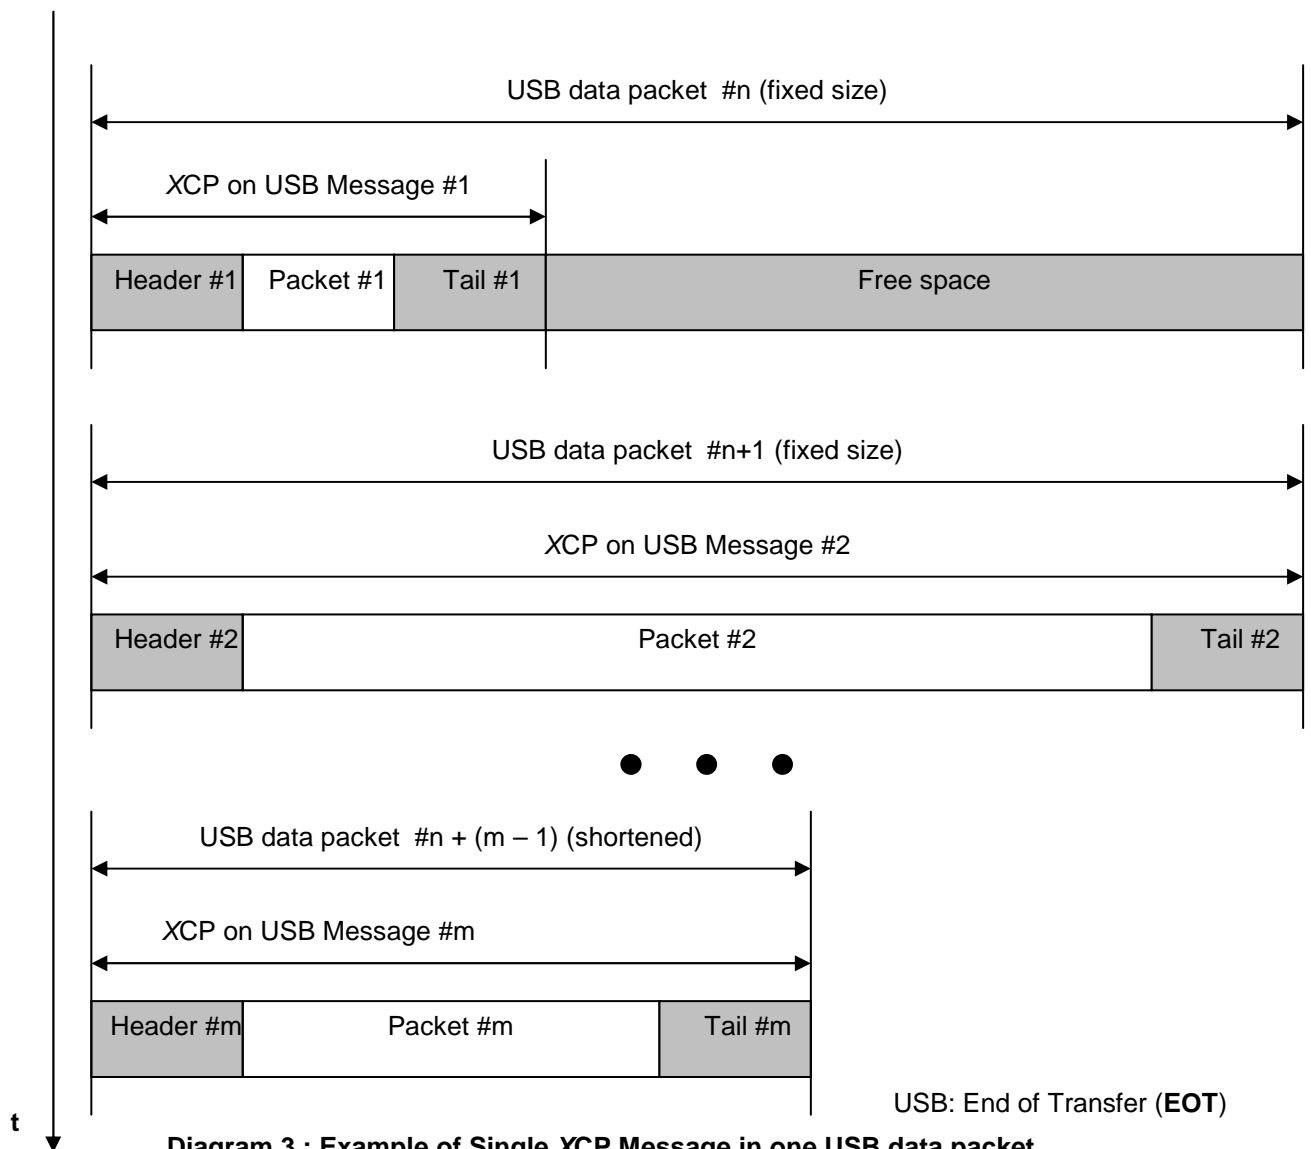 USB data packet #n (fixed size)
XCP on USB Message #1
Header #1 Packet #1 Tail #1 Free space
USB data packet #n+1 (fixed size)
XCP on USB Message #2
Header #2 Packet #2 Tail #2
USB data packet #n + (m – 1) (shortened)
XCP on USB Message #m
Header #m Packet #m Tail #m
USB: End of Transfer (EOT)
t
Diagram 3 : Example of Single XCP Message in one USB data packet